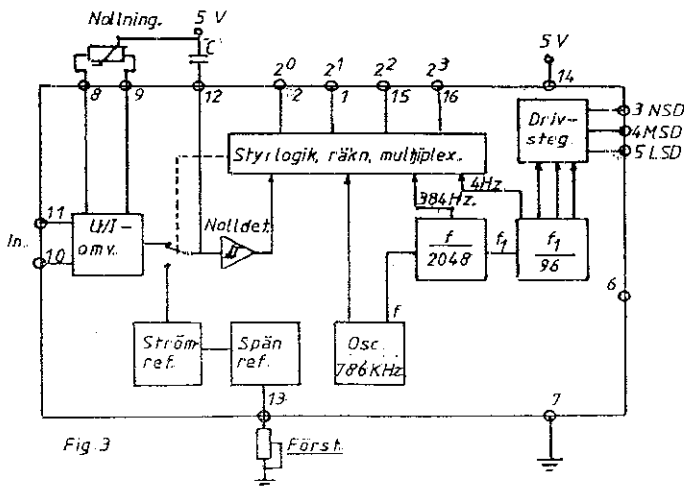 Nollning.
5 V
C
8
9
12
2⁰
2
2¹
1
2²
15
2³
16
5 V
14
3 NSD
4 MSD
5 LSD
Driv-
steg.
Styrlogik, räkn, multiplex.
4Hz
384Hz.
11
In.
10
U/I-
omv.
Nolldet.
f
2048
f₁
f₁
96
6
f
Ström-
ref.
Spän
ref.
Osc.
786KHz.
13
7
Fig.3
Först.